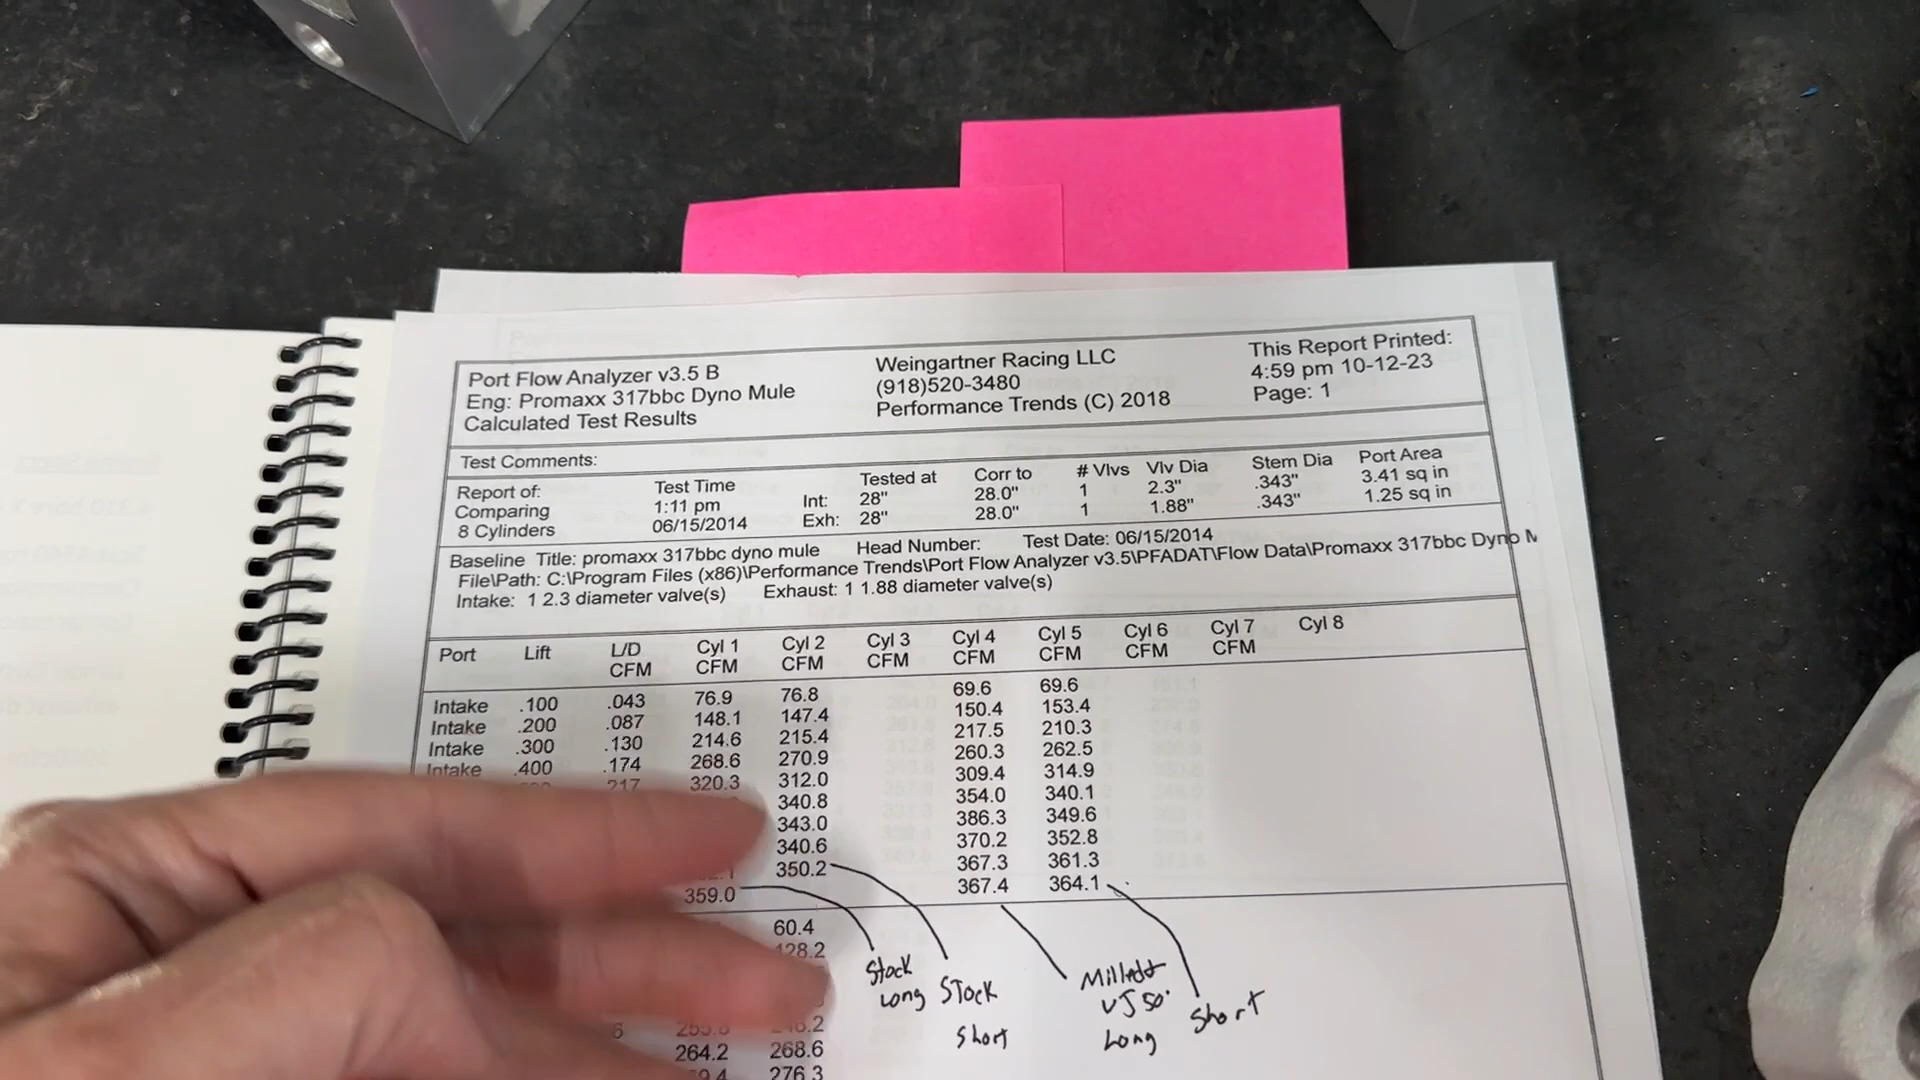 Port Flow Analyzer v3.5 B
Eng: Promaxx 317bbc Dyno Mule
Calculated Test Results
Weingartner Racing LLC
(918)520-3480
Performance Trends (C) 2018
This Report Printed:
4:59 pm 10-12-23
Page: 1
Test Comments:
Report of: Test Time Tested at Corr to # Vlvs Vlv Dia Stem Dia Port Area
Comparing 1:11 pm Int: 28" 28.0" 1 2.3" .343" 3.41 sq in
8 Cylinders 06/15/2014 Exh: 28" 28.0" 1 1.88" .343" 1.25 sq in
Baseline Title: promaxx 317bbc dyno mule Head Number: Test Date: 06/15/2014
File\Path: C:\Program Files (x86)\Performance Trends\Port Flow Analyzer v3.5\PFADAT\Flow Data\Promaxx 317bbc Dyno M
Intake: 1 2.3 diameter valve(s) Exhaust: 1 1.88 diameter valve(s)
Port Lift L/D Cyl 1 Cyl 2 Cyl 3 Cyl 4 Cyl 5 Cyl 6 Cyl 7 Cyl 8
CFM CFM CFM CFM CFM CFM CFM CFM
Intake .100 .043 76.9 76.8 69.6 69.6
Intake .200 .087 148.1 147.4 150.4 153.4
Intake .300 .130 214.6 215.4 217.5 210.3
Intake .400 .174 268.6 270.9 260.3 262.5
.217 320.3 312.0 309.4 314.9
340.8 354.0 340.1
343.0 386.3 349.6
340.6 370.2 352.8
350.2 367.3 361.3
359.0 367.4 364.1
60.4
128.2
264.2 268.6
276.3
Stock
Long
STock
Short
Milled
VJ 50°
Long
Short